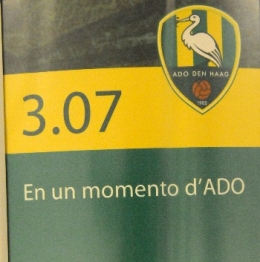 ADO DEN HAAG
1905
3.07
En un momento d'ADO